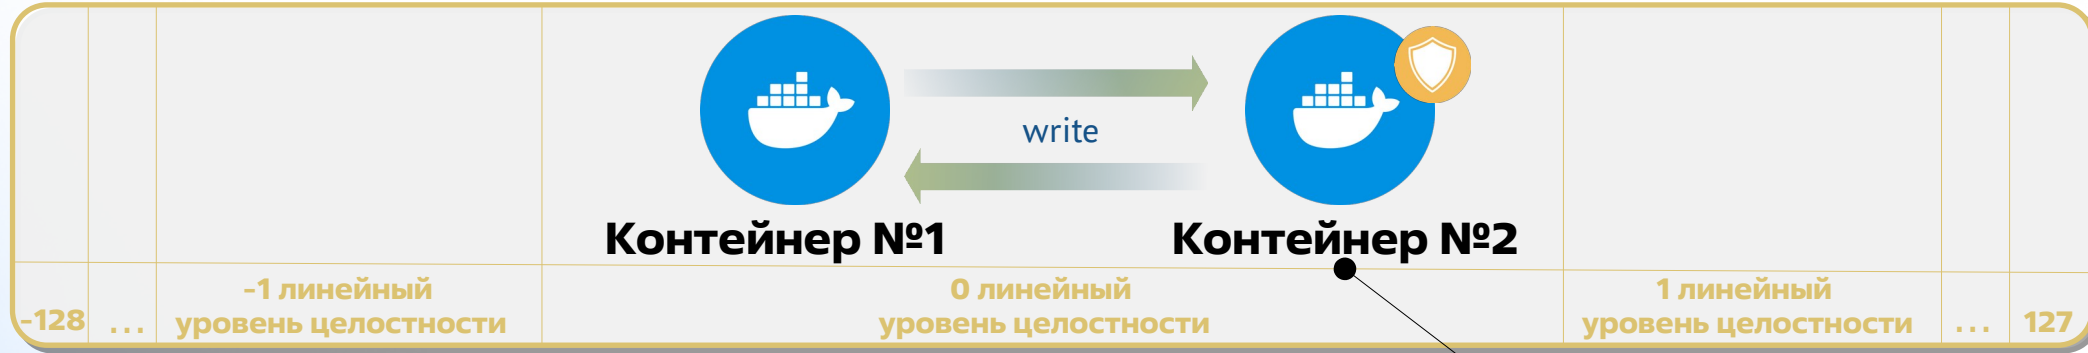 write
Контейнер №1
Контейнер №2
-1 линейный
уровень целостности
0 линейный
уровень целостности
1 линейный
уровень целостности
-128
...
...
127